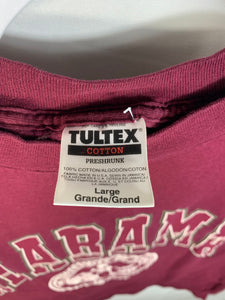 TULTEX
COTTON
PRESHRUNK
100% COTTON/ALGODON/COTON
Large
Grande/Grand
ALABAMA